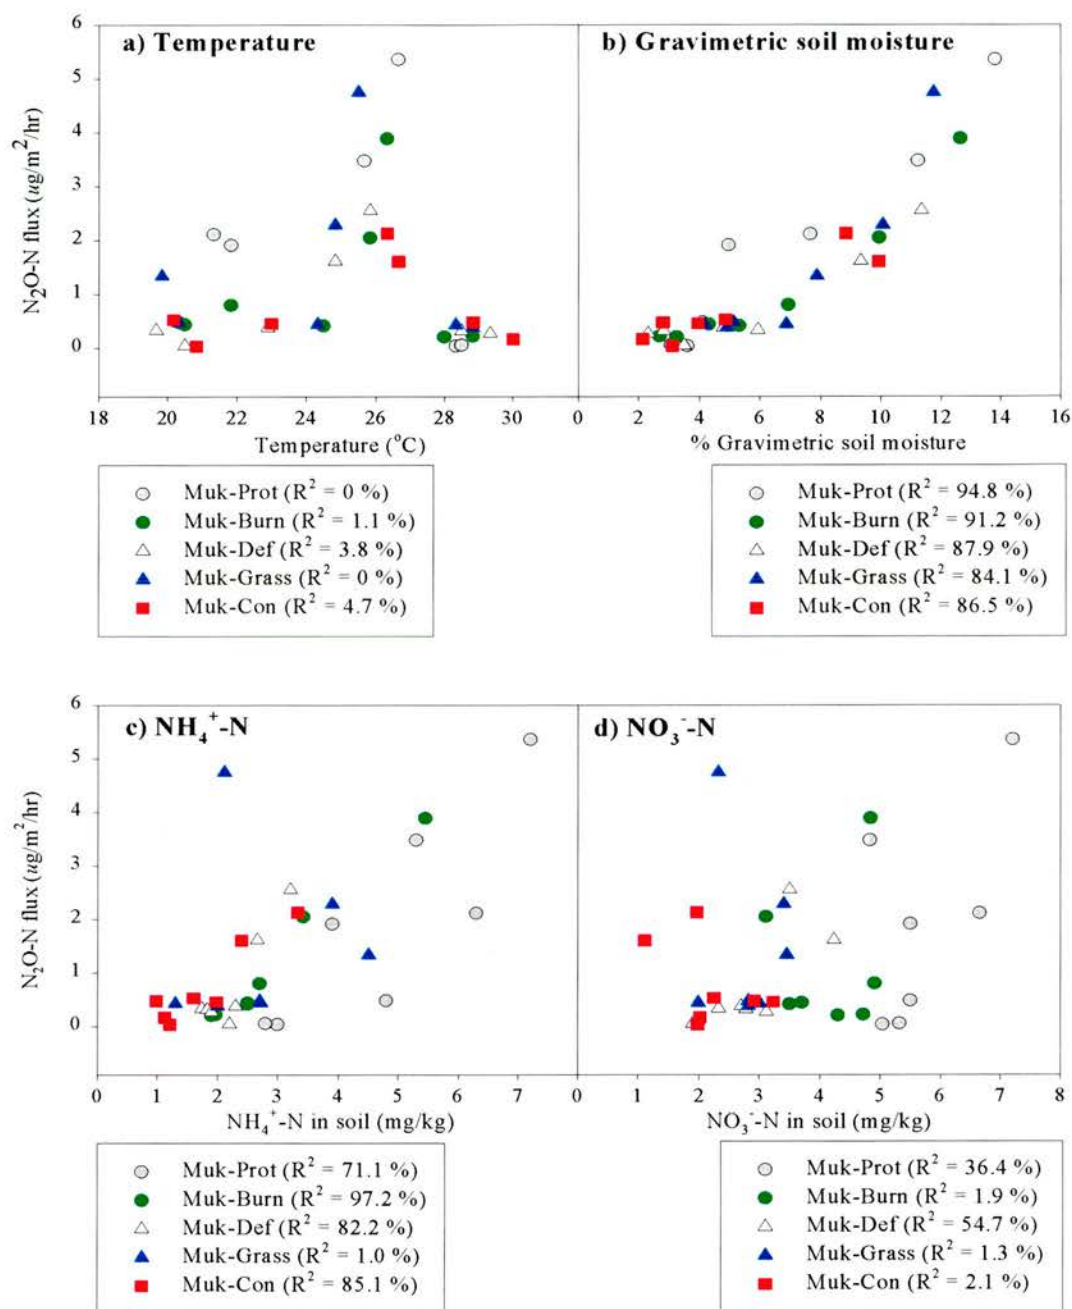 a) Temperature
b) Gravimetric soil moisture
N₂O-N flux (ug/m²/hr)
6
5
4
3
2
1
0
18 20 22 24 26 28 30
0 2 4 6 8 10 12 14 16
Temperature (°C)
% Gravimetric soil moisture
Muk-Prot (R² = 0 %)
Muk-Burn (R² = 1.1 %)
Muk-Def (R² = 3.8 %)
Muk-Grass (R² = 0 %)
Muk-Con (R² = 4.7 %)
Muk-Prot (R² = 94.8 %)
Muk-Burn (R² = 91.2 %)
Muk-Def (R² = 87.9 %)
Muk-Grass (R² = 84.1 %)
Muk-Con (R² = 86.5 %)
c) NH₄⁺-N
d) NO₃⁻-N
N₂O-N flux (ug/m²/hr)
6
5
4
3
2
1
0
0 1 2 3 4 5 6 7
0 1 2 3 4 5 6 7 8
NH₄⁺-N in soil (mg/kg)
NO₃⁻-N in soil (mg/kg)
Muk-Prot (R² = 71.1 %)
Muk-Burn (R² = 97.2 %)
Muk-Def (R² = 82.2 %)
Muk-Grass (R² = 1.0 %)
Muk-Con (R² = 85.1 %)
Muk-Prot (R² = 36.4 %)
Muk-Burn (R² = 1.9 %)
Muk-Def (R² = 54.7 %)
Muk-Grass (R² = 1.3 %)
Muk-Con (R² = 2.1 %)